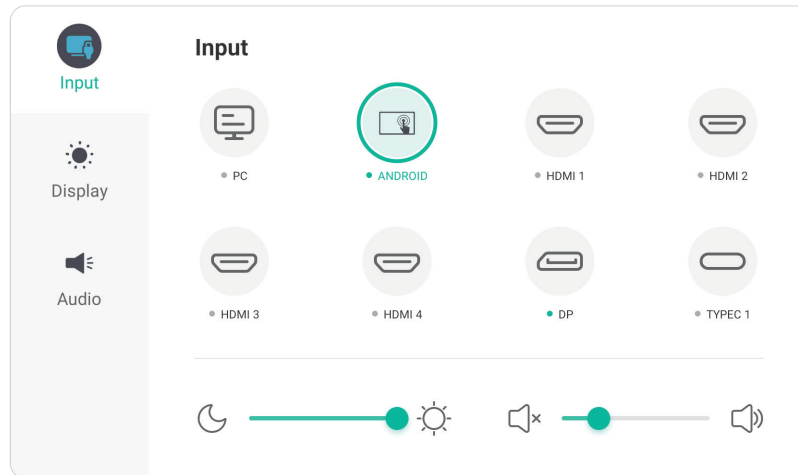 Input
Input
PC
ANDROID
HDMI 1
HDMI 2
Display
HDMI 3
HDMI 4
DP
TYPEC 1
Audio